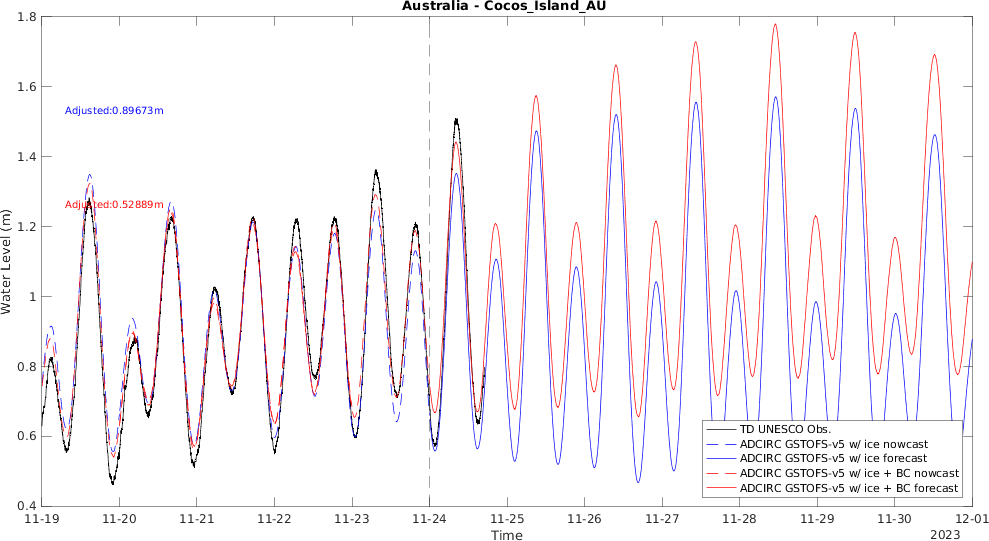 Australia - Cocos_Island_AU
1.8
1.6
1.4
1.2
1
0.8
0.6
0.4
Water Level (m)
Adjusted:0.89673m
Adjusted:0.52889m
TD UNESCO Obs.
ADCIRC GSTOFS-v5 w/ ice nowcast
ADCIRC GSTOFS-v5 w/ ice forecast
ADCIRC GSTOFS-v5 w/ ice + BC nowcast
ADCIRC GSTOFS-v5 w/ ice + BC forecast
11-19 11-20 11-21 11-22 11-23 11-24 11-25 11-26 11-27 11-28 11-29 11-30 12-01
Time
2023